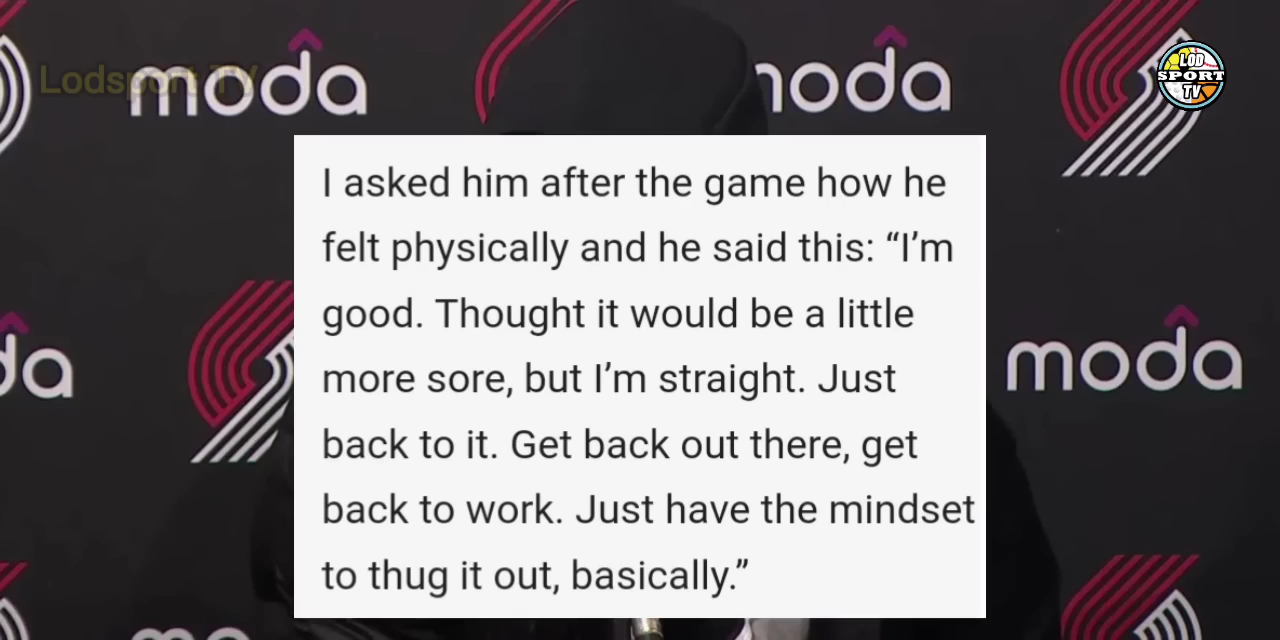 Lodsport TV
moda
moda
LOD
SPORT
TV
I asked him after the game how he
felt physically and he said this: “I’m
good. Thought it would be a little
more sore, but I’m straight. Just
back to it. Get back out there, get
back to work. Just have the mindset
to thug it out, basically.”
moda